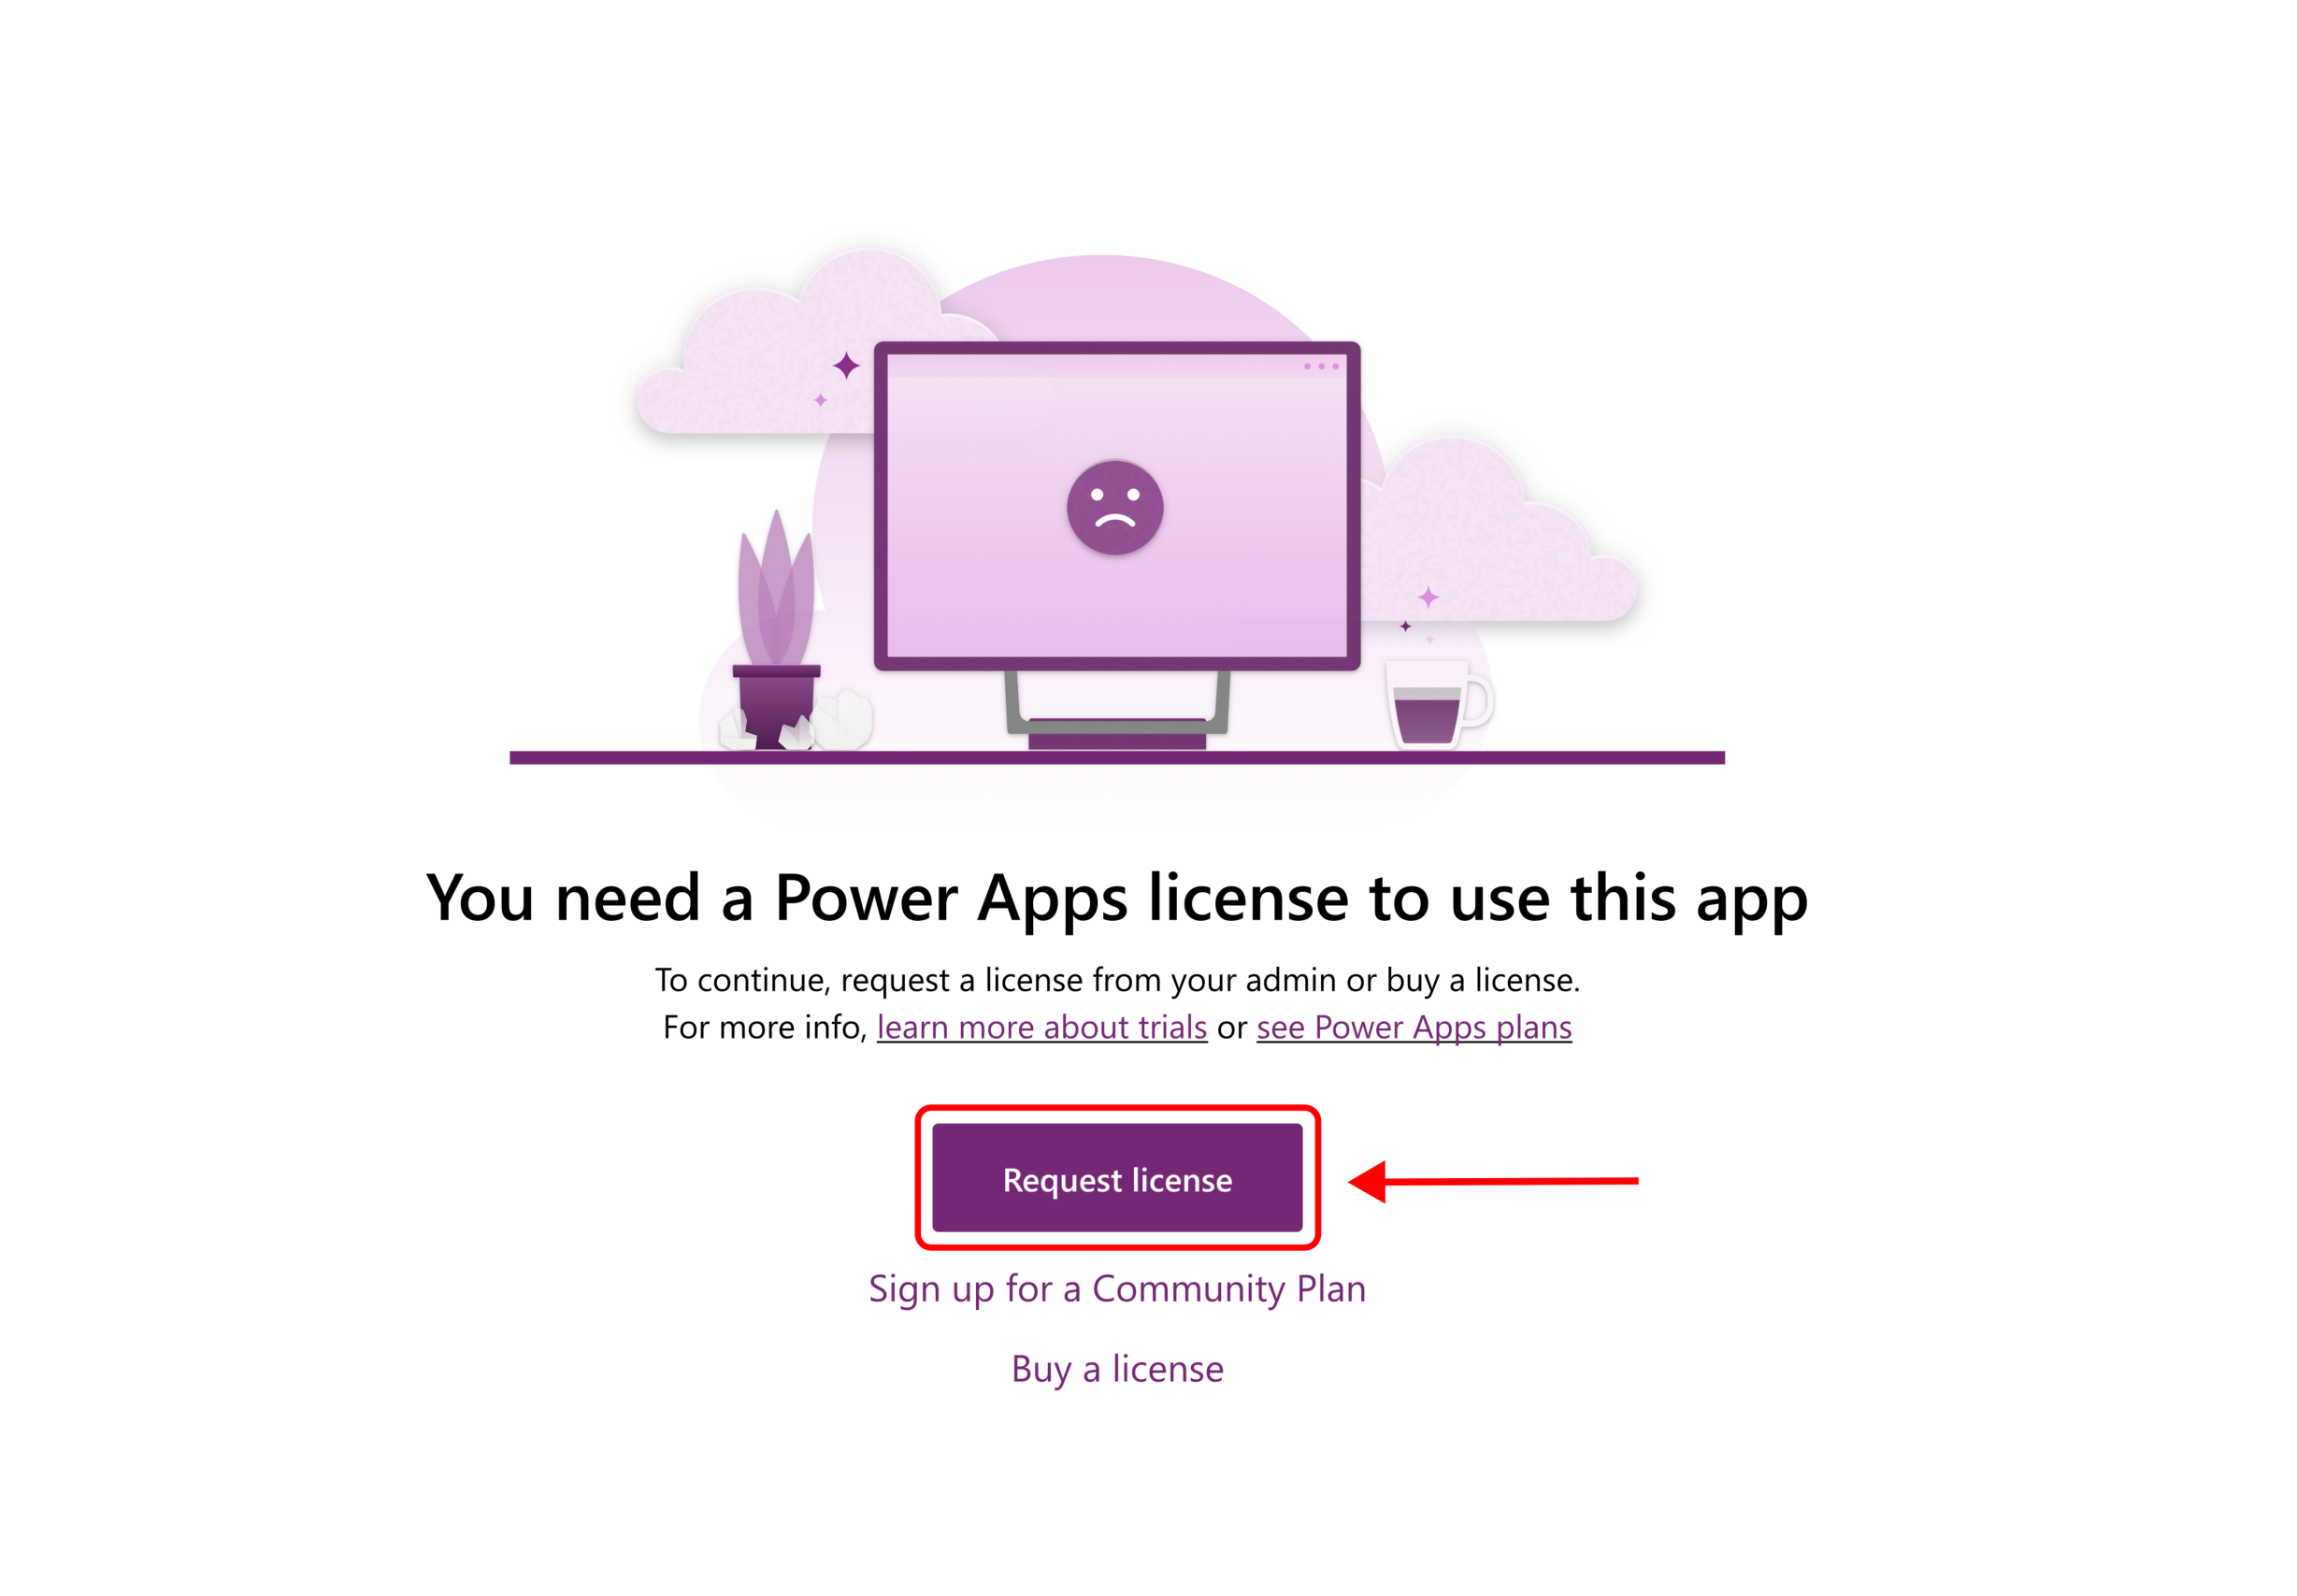 You need a Power Apps license to use this app
To continue, request a license from your admin or buy a license.
For more info, learn more about trials or see Power Apps plans
Request license
Sign up for a Community Plan
Buy a license